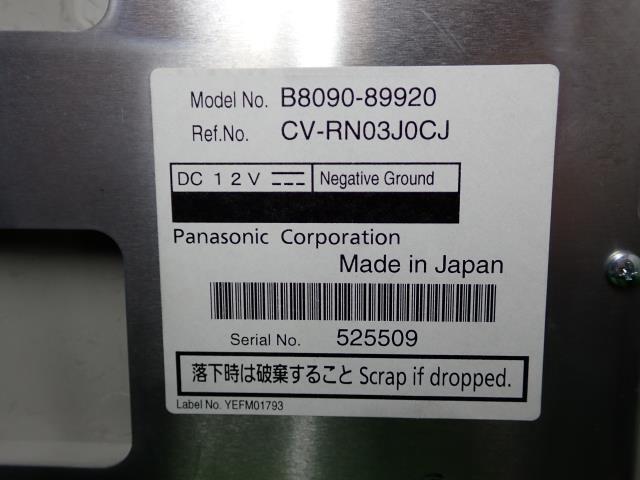 Model No. B8090-89920
Ref.No. CV-RN03J0CJ
DC 12V ⎓ Negative Ground
Panasonic Corporation
Made in Japan
Serial No. 525509
落下時は破棄すること Scrap if dropped.
Label No. YEFM01793